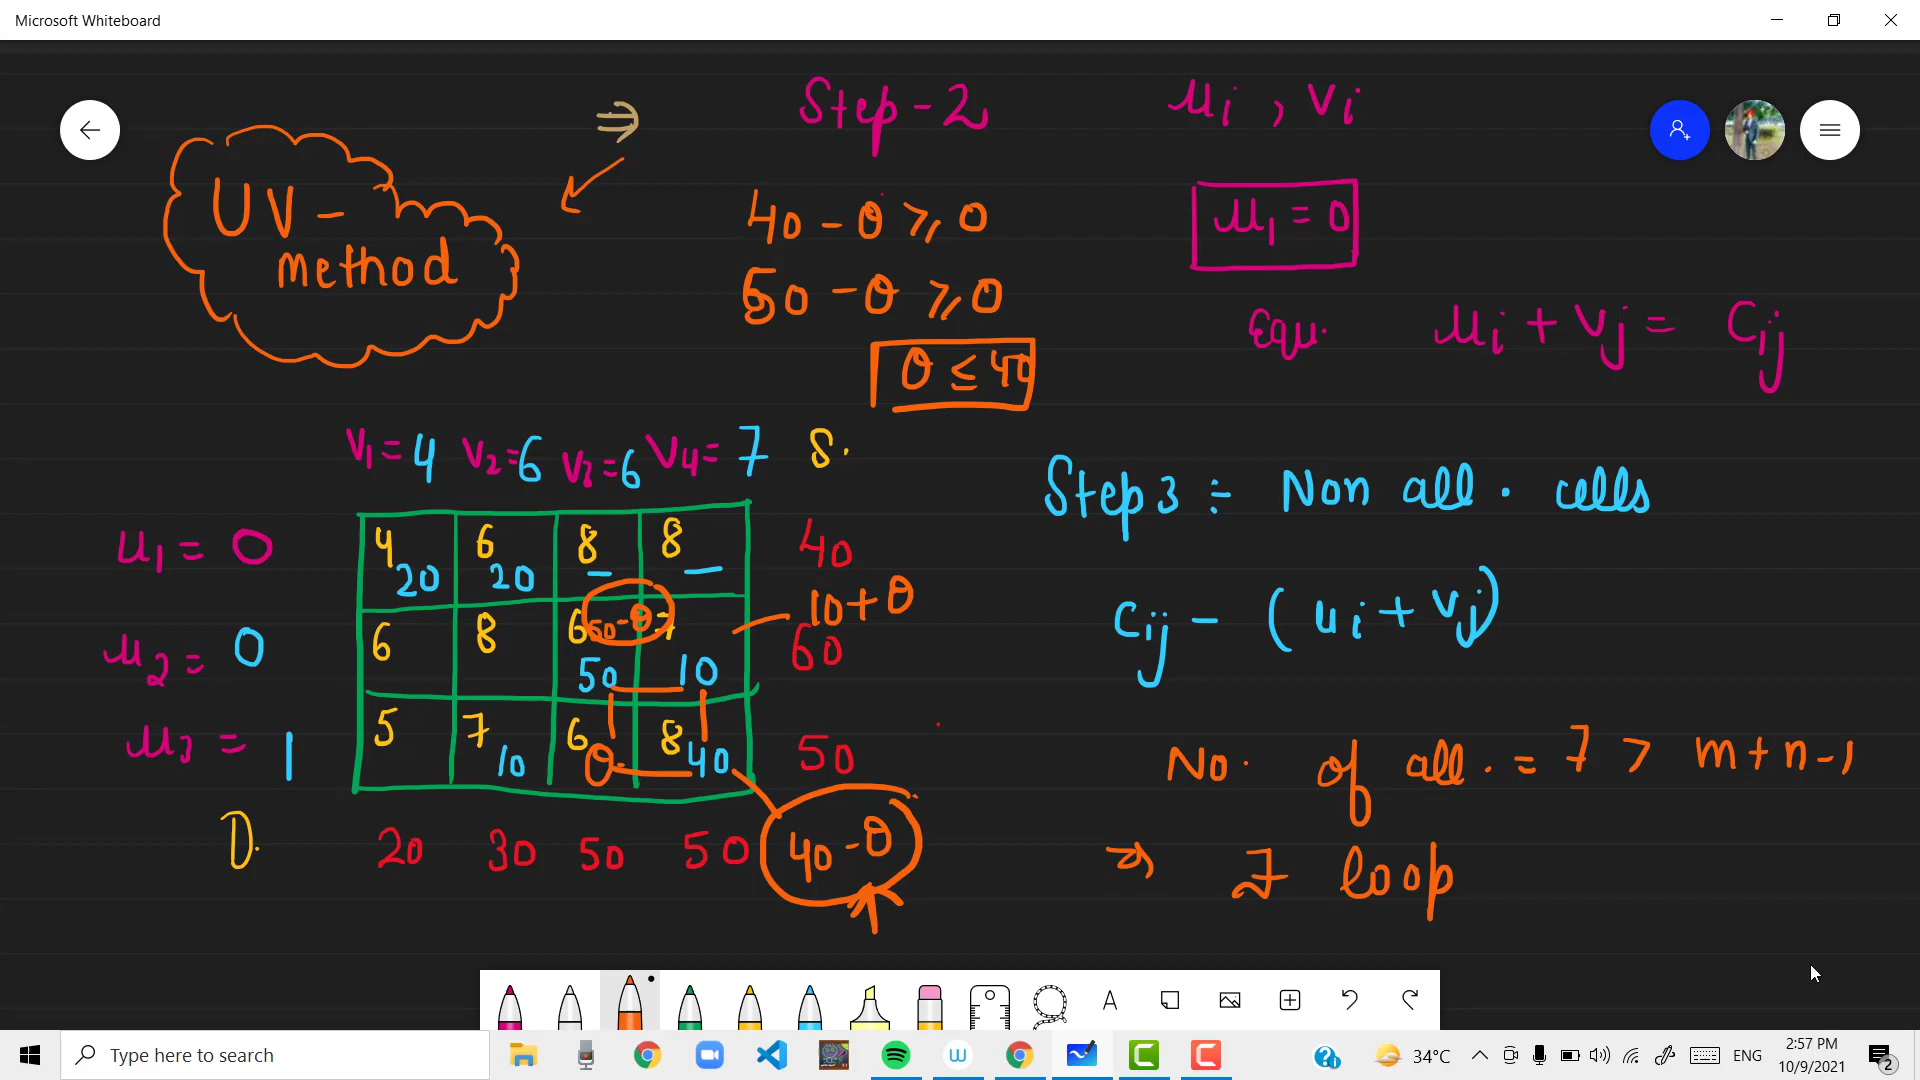 Microsoft Whiteboard
UV -
method
⇒ Step - 2 ui , vi
40 - θ ≥ 0
50 - θ ≥ 0
θ ≤ 40
u1 = 0
Equ. ui + vj = Cij
V1 = 4 V2 = 6 V3 = 6 V4 = 7 S.
u1 = 0 4 20 6 20 8 — 8 — 40
10 + θ
u2 = 0 6 8 6 50-θ 50 7 10 60
u3 = 1 5 7 10 6 θ 8 40 50
D. 20 30 50 50
40 - θ
Step 3 ÷ Non all. cells
Cij - ( ui + vj )
No. of all. = 7 > m + n - 1
⇒ Ǝ loop
Type here to search
34°C
ENG
2:57 PM
10/9/2021
2